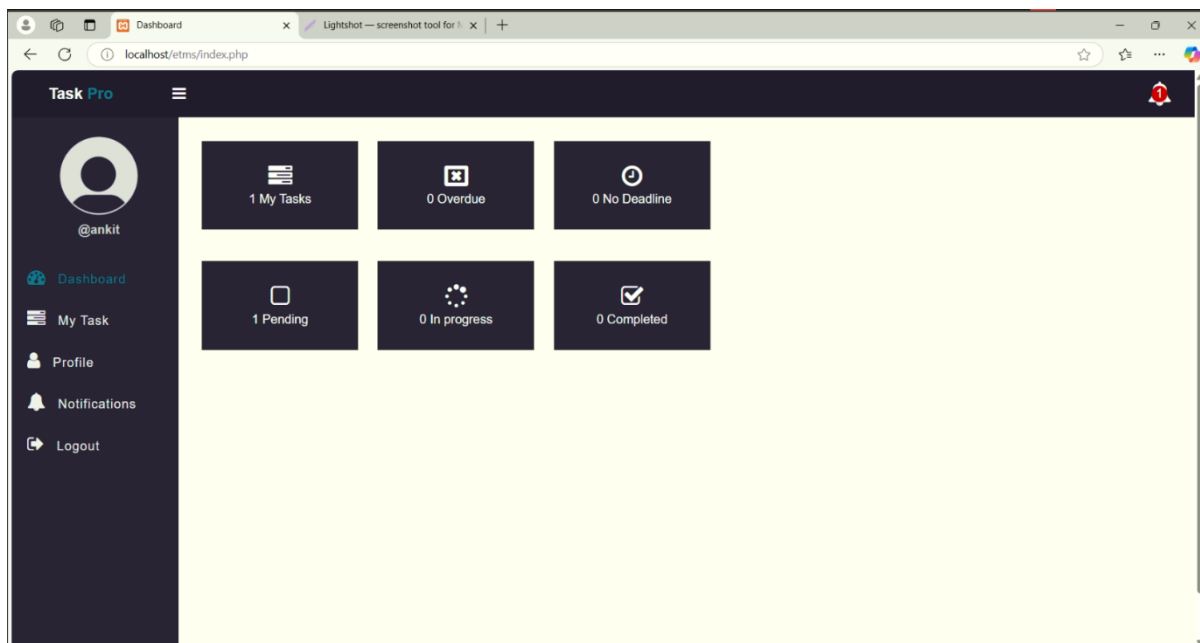 Dashboard
Lightshot — screenshot tool for M
localhost/etms/index.php
Task Pro
1
@ankit
Dashboard
My Task
Profile
Notifications
Logout
1 My Tasks
0 Overdue
0 No Deadline
1 Pending
0 In progress
0 Completed